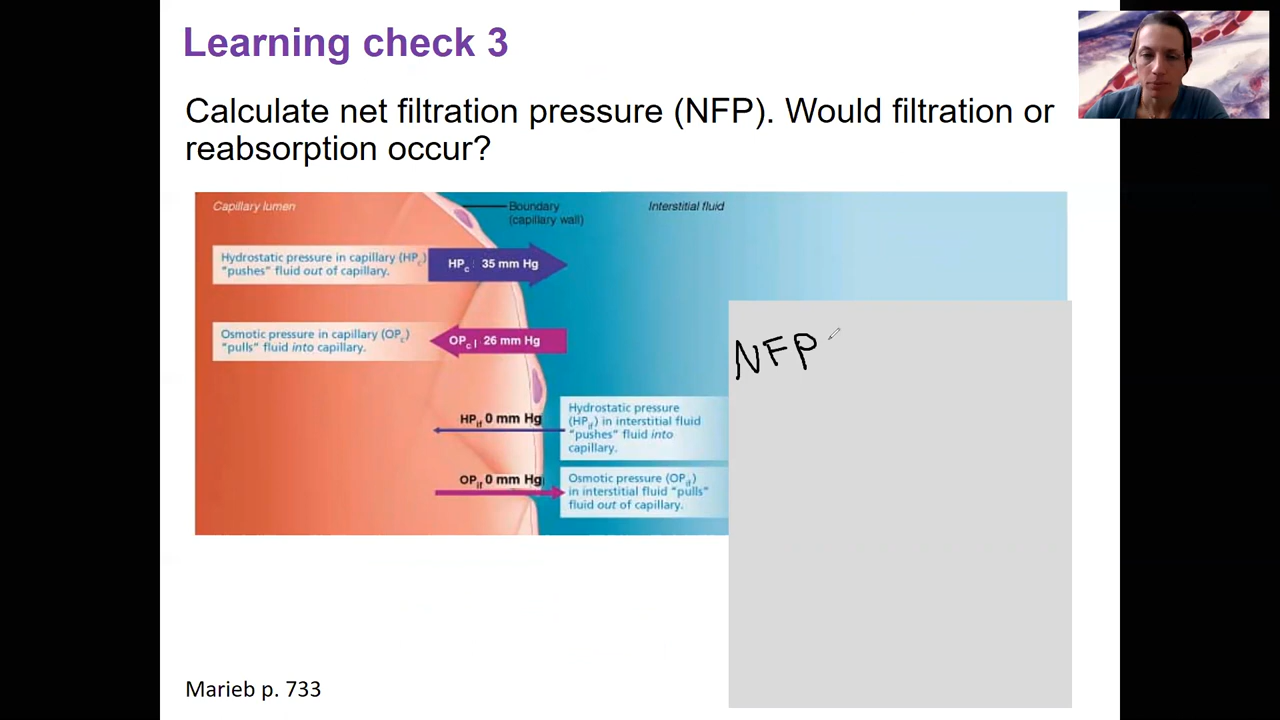 Learning check 3
Calculate net filtration pressure (NFP). Would filtration or
reabsorption occur?
Capillary lumen
Boundary
(capillary wall)
Interstitial fluid
Hydrostatic pressure in capillary (HPc)
"pushes" fluid out of capillary.
HPc 35 mm Hg
Osmotic pressure in capillary (OPc)
"pulls" fluid into capillary.
OPc 26 mm Hg
HPif 0 mm Hg
Hydrostatic pressure
(HPif) in interstitial fluid
"pushes" fluid into
capillary.
OPif 0 mm Hg
Osmotic pressure (OPif)
in interstitial fluid "pulls"
fluid out of capillary.
NFP
Marieb p. 733